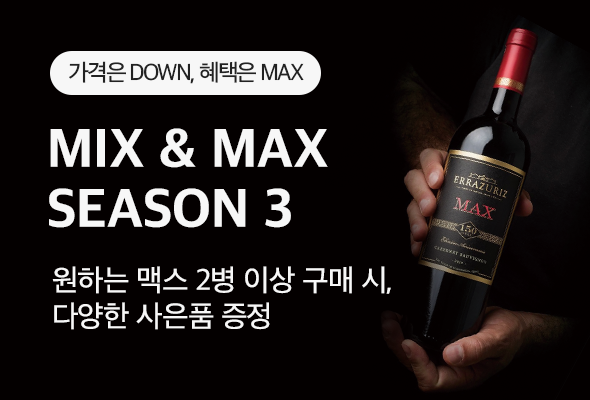 가격은 DOWN, 혜택은 MAX
MIX & MAX
SEASON 3
원하는 맥스 2병 이상 구매 시,
다양한 사은품 증정
ERRAZURIZ
MAX
150
CABERNET SAUVIGNON